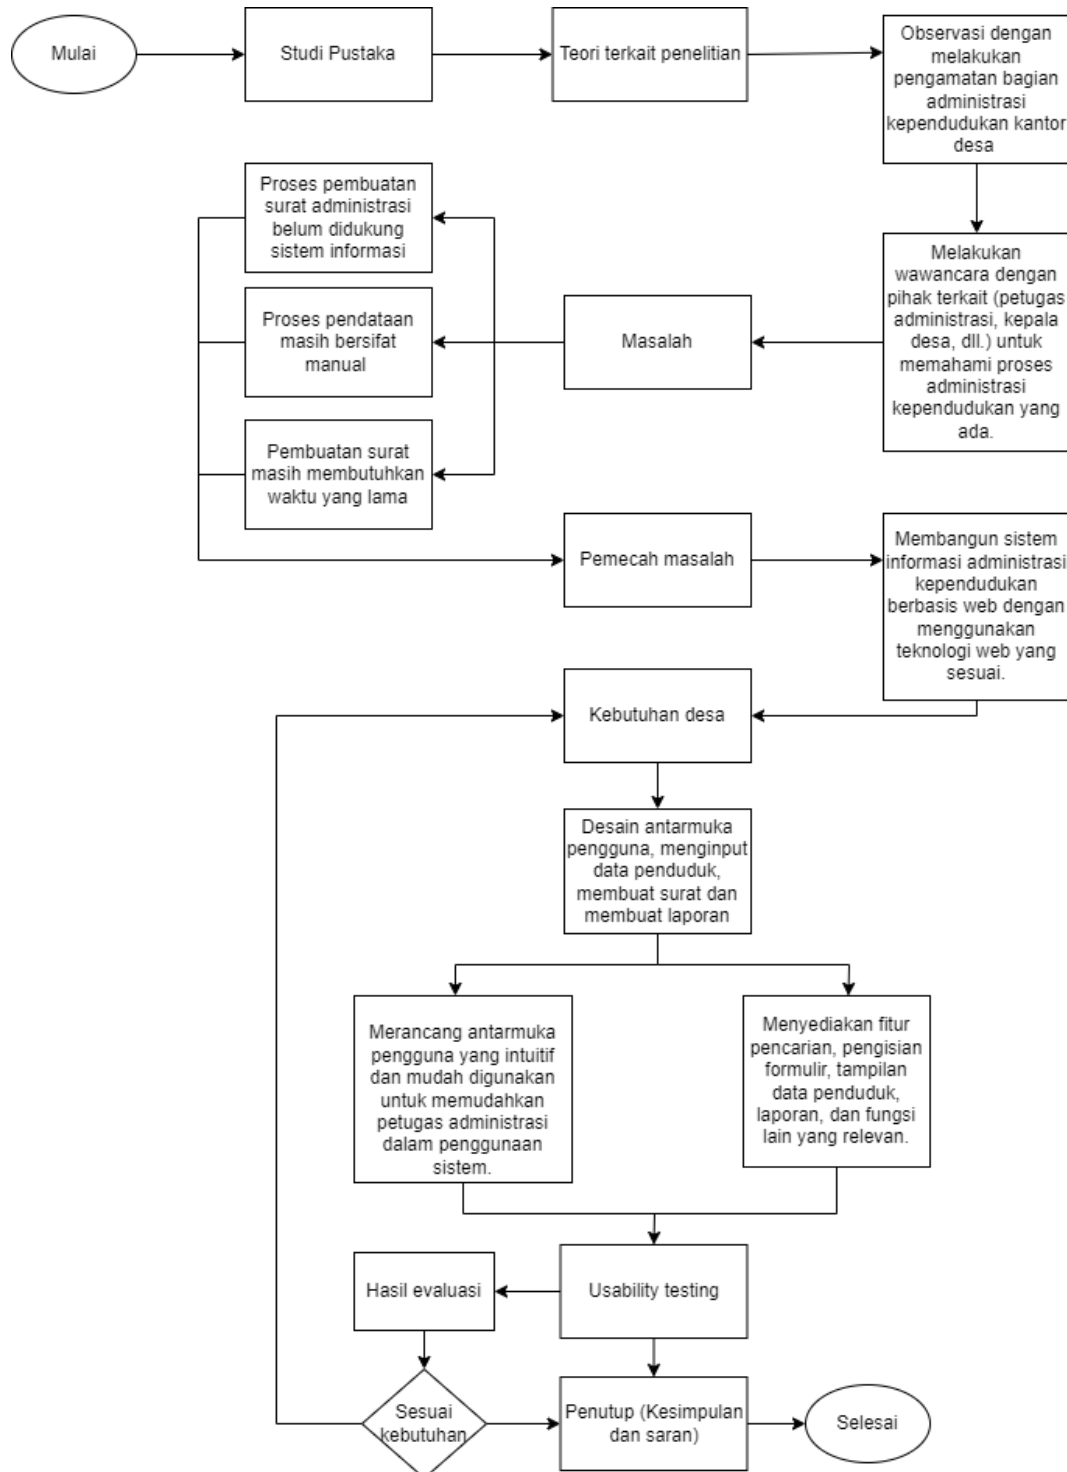 Mulai
Studi Pustaka
Teori terkait penelitian
Observasi dengan
melakukan
pengamatan bagian
administrasi
kependudukan kantor
desa
Melakukan
wawancara dengan
pihak terkait (petugas
administrasi, kepala
desa, dll.) untuk
memahami proses
administrasi
kependudukan yang
ada.
Masalah
Proses pembuatan
surat administrasi
belum didukung
sistem informasi
Proses pendataan
masih bersifat
manual
Pembuatan surat
masih membutuhkan
waktu yang lama
Pemecah masalah
Membangun sistem
informasi administrasi
kependudukan
berbasis web dengan
menggunakan
teknologi web yang
sesuai.
Kebutuhan desa
Desain antarmuka
pengguna, menginput
data penduduk,
membuat surat dan
membuat laporan
Merancang antarmuka
pengguna yang intuitif
dan mudah digunakan
untuk memudahkan
petugas administrasi
dalam penggunaan
sistem.
Menyediakan fitur
pencarian, pengisian
formulir, tampilan
data penduduk,
laporan, dan fungsi
lain yang relevan.
Usability testing
Hasil evaluasi
Sesuai
kebutuhan
Penutup (Kesimpulan
dan saran)
Selesai